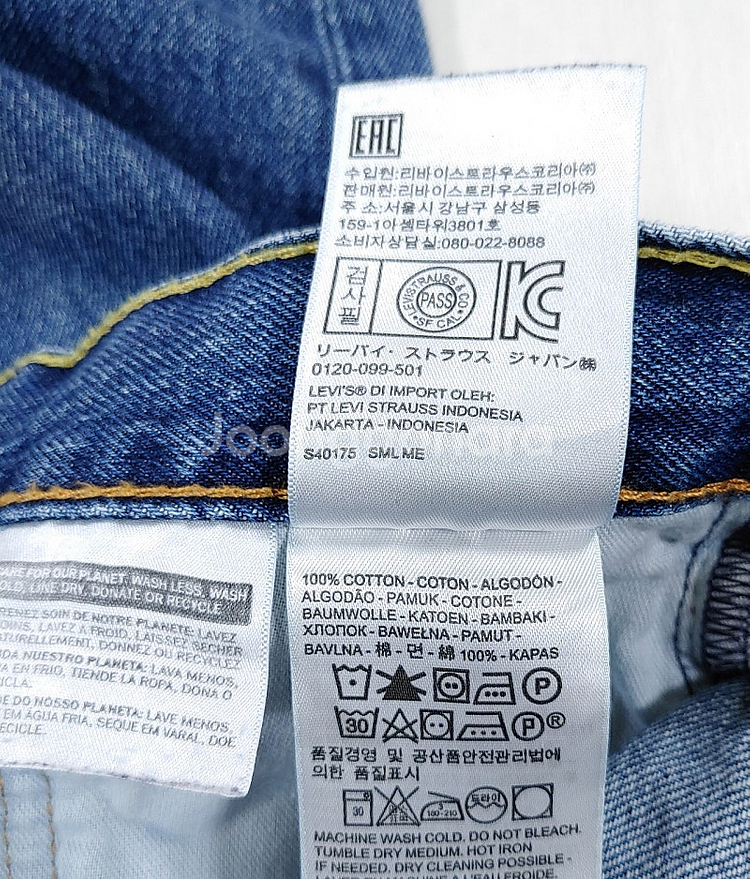 EAC
수입원:리바이스트라우스코리아㈜
판매원:리바이스트라우스코리아㈜
주 소:서울시 강남구 삼성동
159-1아셈타워3801호
소비자상담실:080-022-8088
검사필
LEVI STRAUSS & CO
PASS
SF CAL
リーバイ・ストラウス ジャパン㈱
0120-099-501
LEVI'S® DI IMPORT OLEH:
PT LEVI STRAUSS INDONESIA
JAKARTA - INDONESIA
S40175 SML ME
CARE FOR OUR PLANET. WASH LESS, WASH
COLD, LINE DRY, DONATE OR RECYCLE.
PRENEZ SOIN DE NOTRE PLANETE: LAVEZ
MOINS, LAVEZ À FROID, LAISSEZ SÉCHER
NATURELLEMENT, DONNEZ OU RECYCLEZ
NUESTRO PLANETA: LAVA MENOS,
EN FRIO, TIENDE LA ROPA, DONA O
DO NOSSO PLANETA: LAVE MENOS,
EM ÁGUA FRIA, SEQUE EM VARAL, DOE
100% COTTON - COTON - ALGODÓN -
ALGODÃO - PAMUK - COTONE -
BAUMWOLLE - KATOEN - BAMBAKI -
ХЛОПОК - BAWEŁNA - PAMUT -
BAVLNA - 棉 - 면 - 綿 100% - KAPAS
P
30 P®
품질경영 및 공산품안전관리법에
의한 품질표시
30 3 180-210 드라이
MACHINE WASH COLD. DO NOT BLEACH.
TUMBLE DRY MEDIUM. HOT IRON
IF NEEDED. DRY CLEANING POSSIBLE -